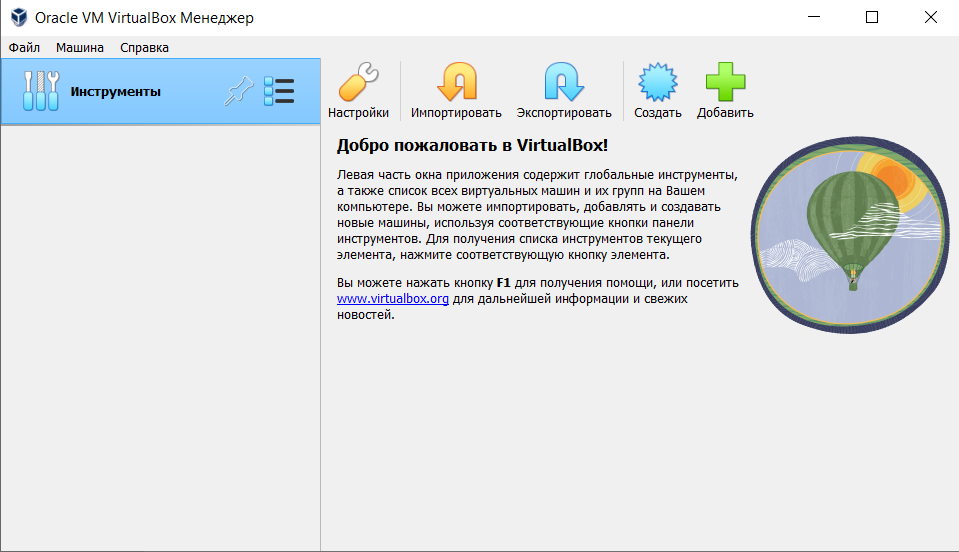 Oracle VM VirtualBox Менеджер
Файл Машина Справка
Инструменты
Настройки Импортировать Экспортировать Создать Добавить
Добро пожаловать в VirtualBox!
Левая часть окна приложения содержит глобальные инструменты,
а также список всех виртуальных машин и их групп на Вашем
компьютере. Вы можете импортировать, добавлять и создавать
новые машины, используя соответствующие кнопки панели
инструментов. Для получения списка инструментов текущего
элемента, нажмите соответствующую кнопку элемента.
Вы можете нажать кнопку F1 для получения помощи, или посетить
www.virtualbox.org для дальнейшей информации и свежих
новостей.